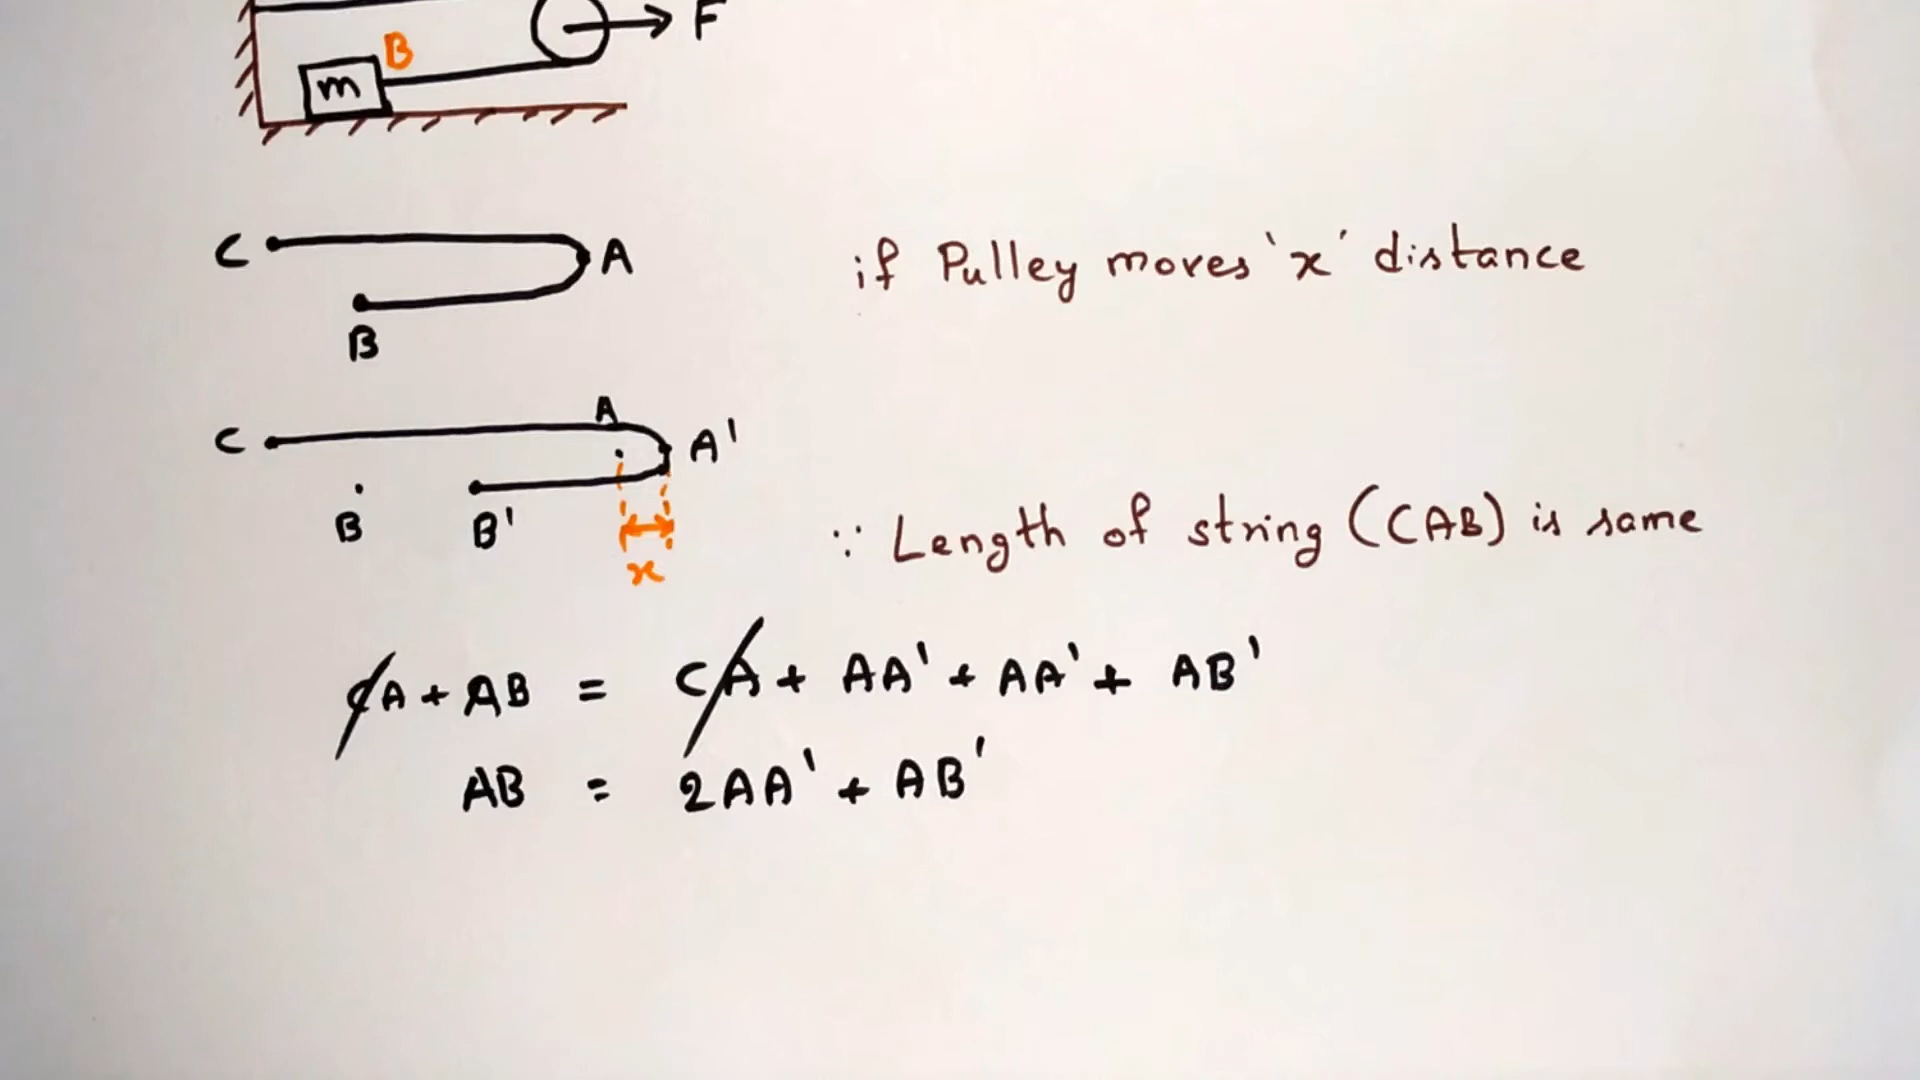 F
B
m
C A if Pulley moves 'x' distance
B
A
C A'
B B'
∵ Length of string (CAB) is same
x
CA + AB = CA + AA' + AA' + AB'
AB = 2AA' + AB'